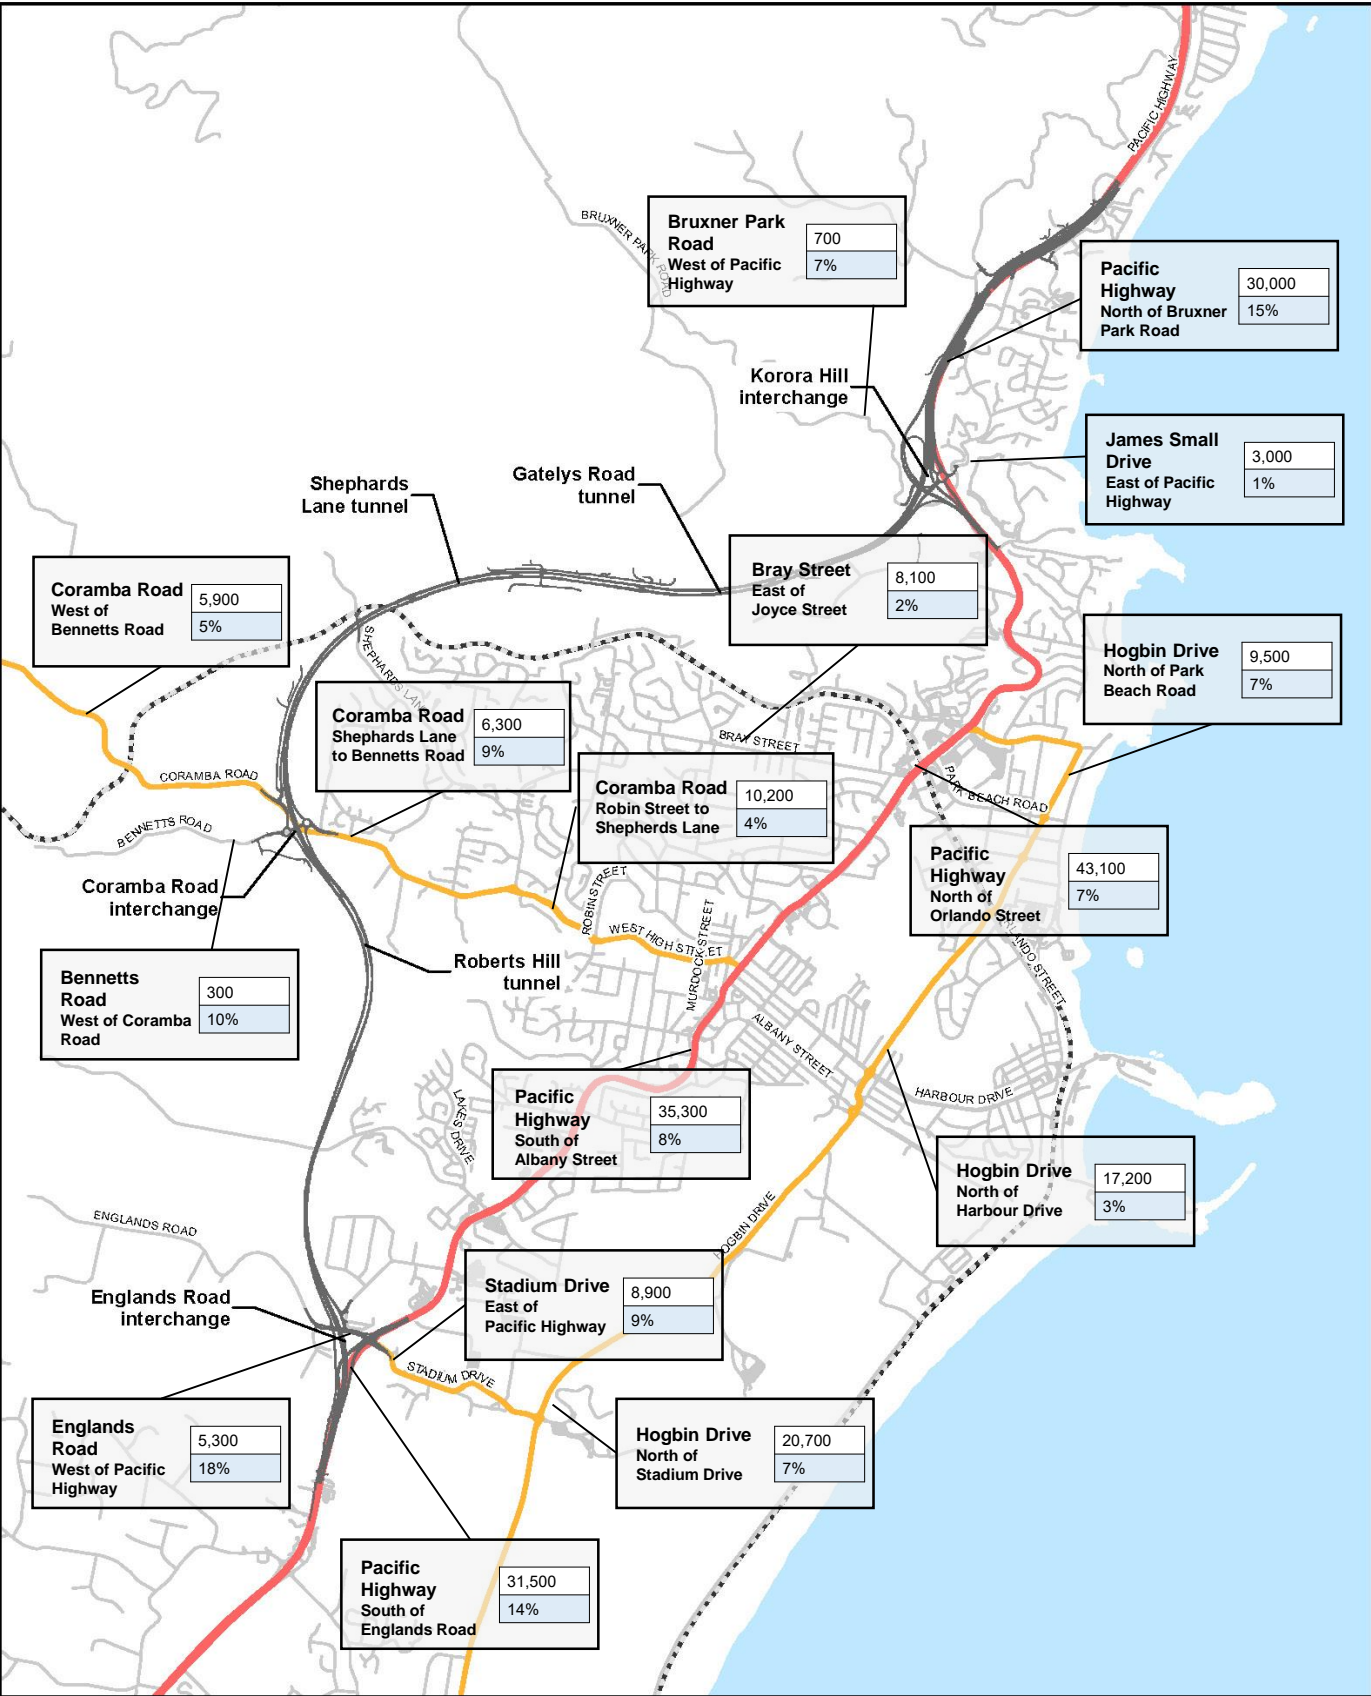 PACIFIC HIGHWAY
BRUXNER PARK ROAD
Bruxner Park
Road
West of Pacific
Highway
700
7%
Pacific
Highway
North of Bruxner
Park Road
30,000
15%
Korora Hill
interchange
James Small
Drive
East of Pacific
Highway
3,000
1%
Gatelys Road
tunnel
Shephards
Lane tunnel
Bray Street
East of
Joyce Street
8,100
2%
Coramba Road
West of
Bennetts Road
5,900
5%
SHEPHARDS LANE
Hogbin Drive
North of Park
Beach Road
9,500
7%
Coramba Road
Shephards Lane
to Bennetts Road
6,300
9%
BRAY STREET
CORAMBA ROAD
Coramba Road
Robin Street to
Shepherds Lane
10,200
4%
PARK BEACH ROAD
BENNETTS ROAD
Pacific
Highway
North of
Orlando Street
43,100
7%
Coramba Road
interchange
ROBIN STREET
WEST HIGH STREET
MURDOCK STREET
ORLANDO STREET
Roberts Hill
tunnel
Bennetts
Road
West of Coramba
Road
300
10%
ALBANY STREET
HARBOUR DRIVE
LAKES DRIVE
Pacific
Highway
South of
Albany Street
35,300
8%
Hogbin Drive
North of
Harbour Drive
17,200
3%
ENGLANDS ROAD
HOGBIN DRIVE
Englands Road
interchange
Stadium Drive
East of
Pacific Highway
8,900
9%
STADIUM DRIVE
Englands
Road
West of Pacific
Highway
5,300
18%
Hogbin Drive
North of
Stadium Drive
20,700
7%
Pacific
Highway
South of
Englands Road
31,500
14%